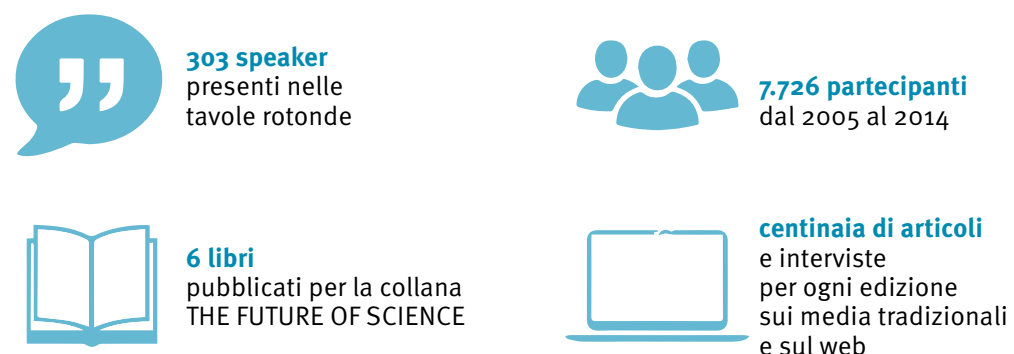 303 speaker
presenti nelle
tavole rotonde
7.726 partecipanti
dal 2005 al 2014
6 libri
pubblicati per la collana
THE FUTURE OF SCIENCE
centinaia di articoli
e interviste
per ogni edizione
sui media tradizionali
e sul web